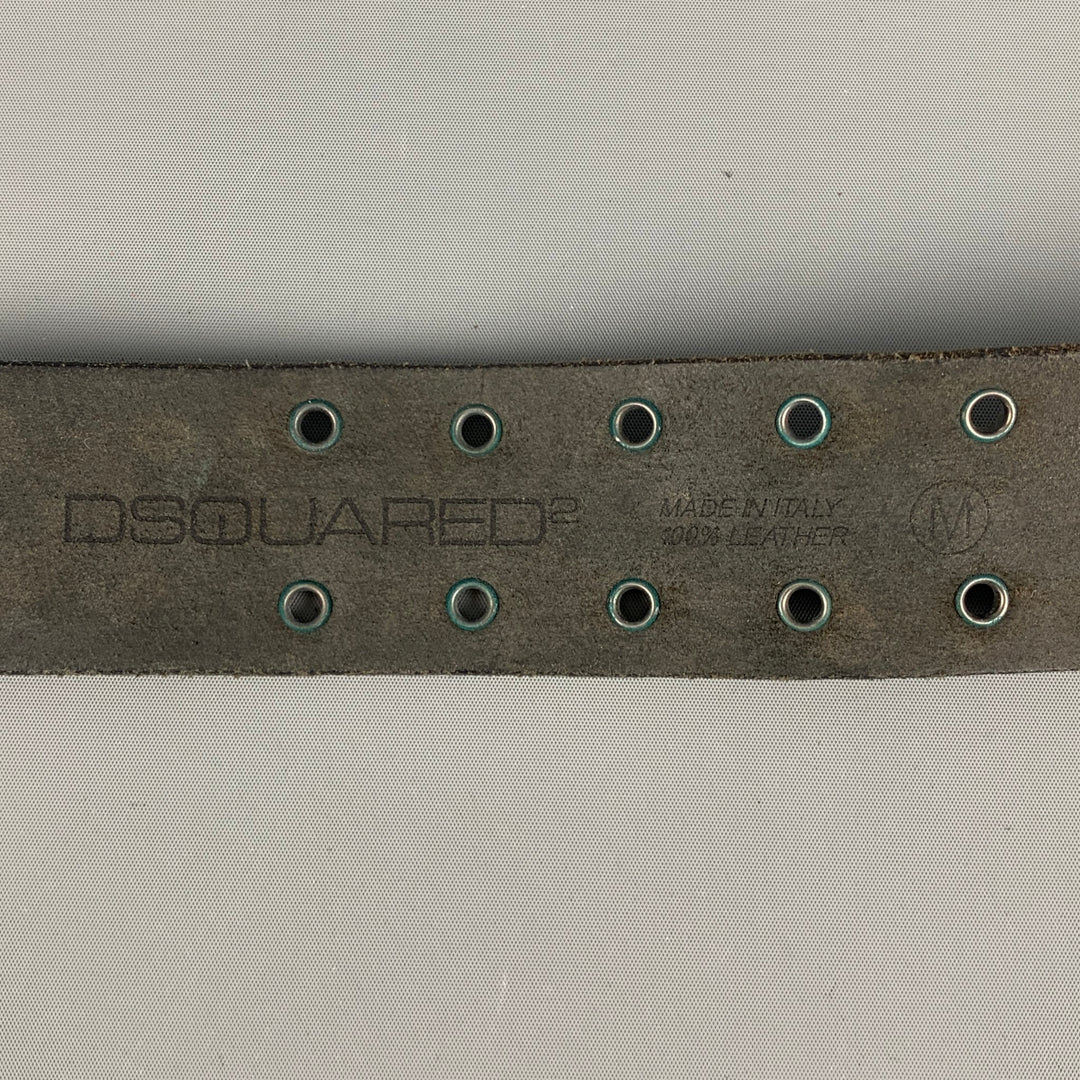 DSQUARED²
MADE IN ITALY
100% LEATHER
M